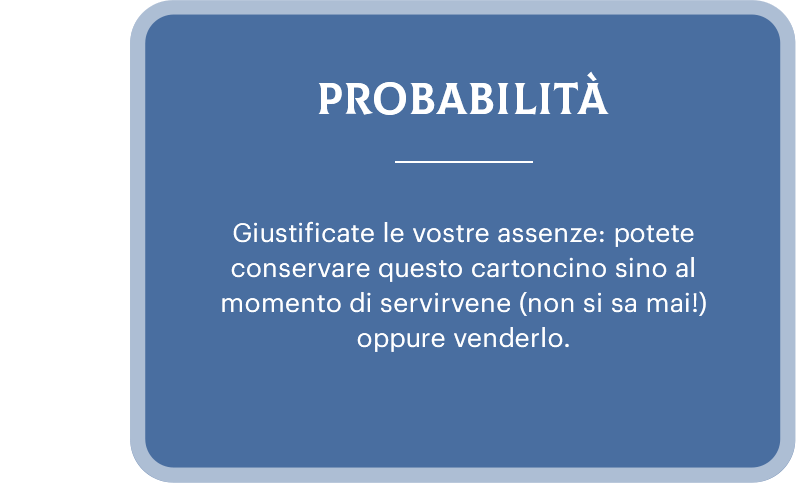 PROBABILITÀ
Giustificate le vostre assenze: potete
conservare questo cartoncino sino al
momento di servirvene (non si sa mai!)
oppure venderlo.